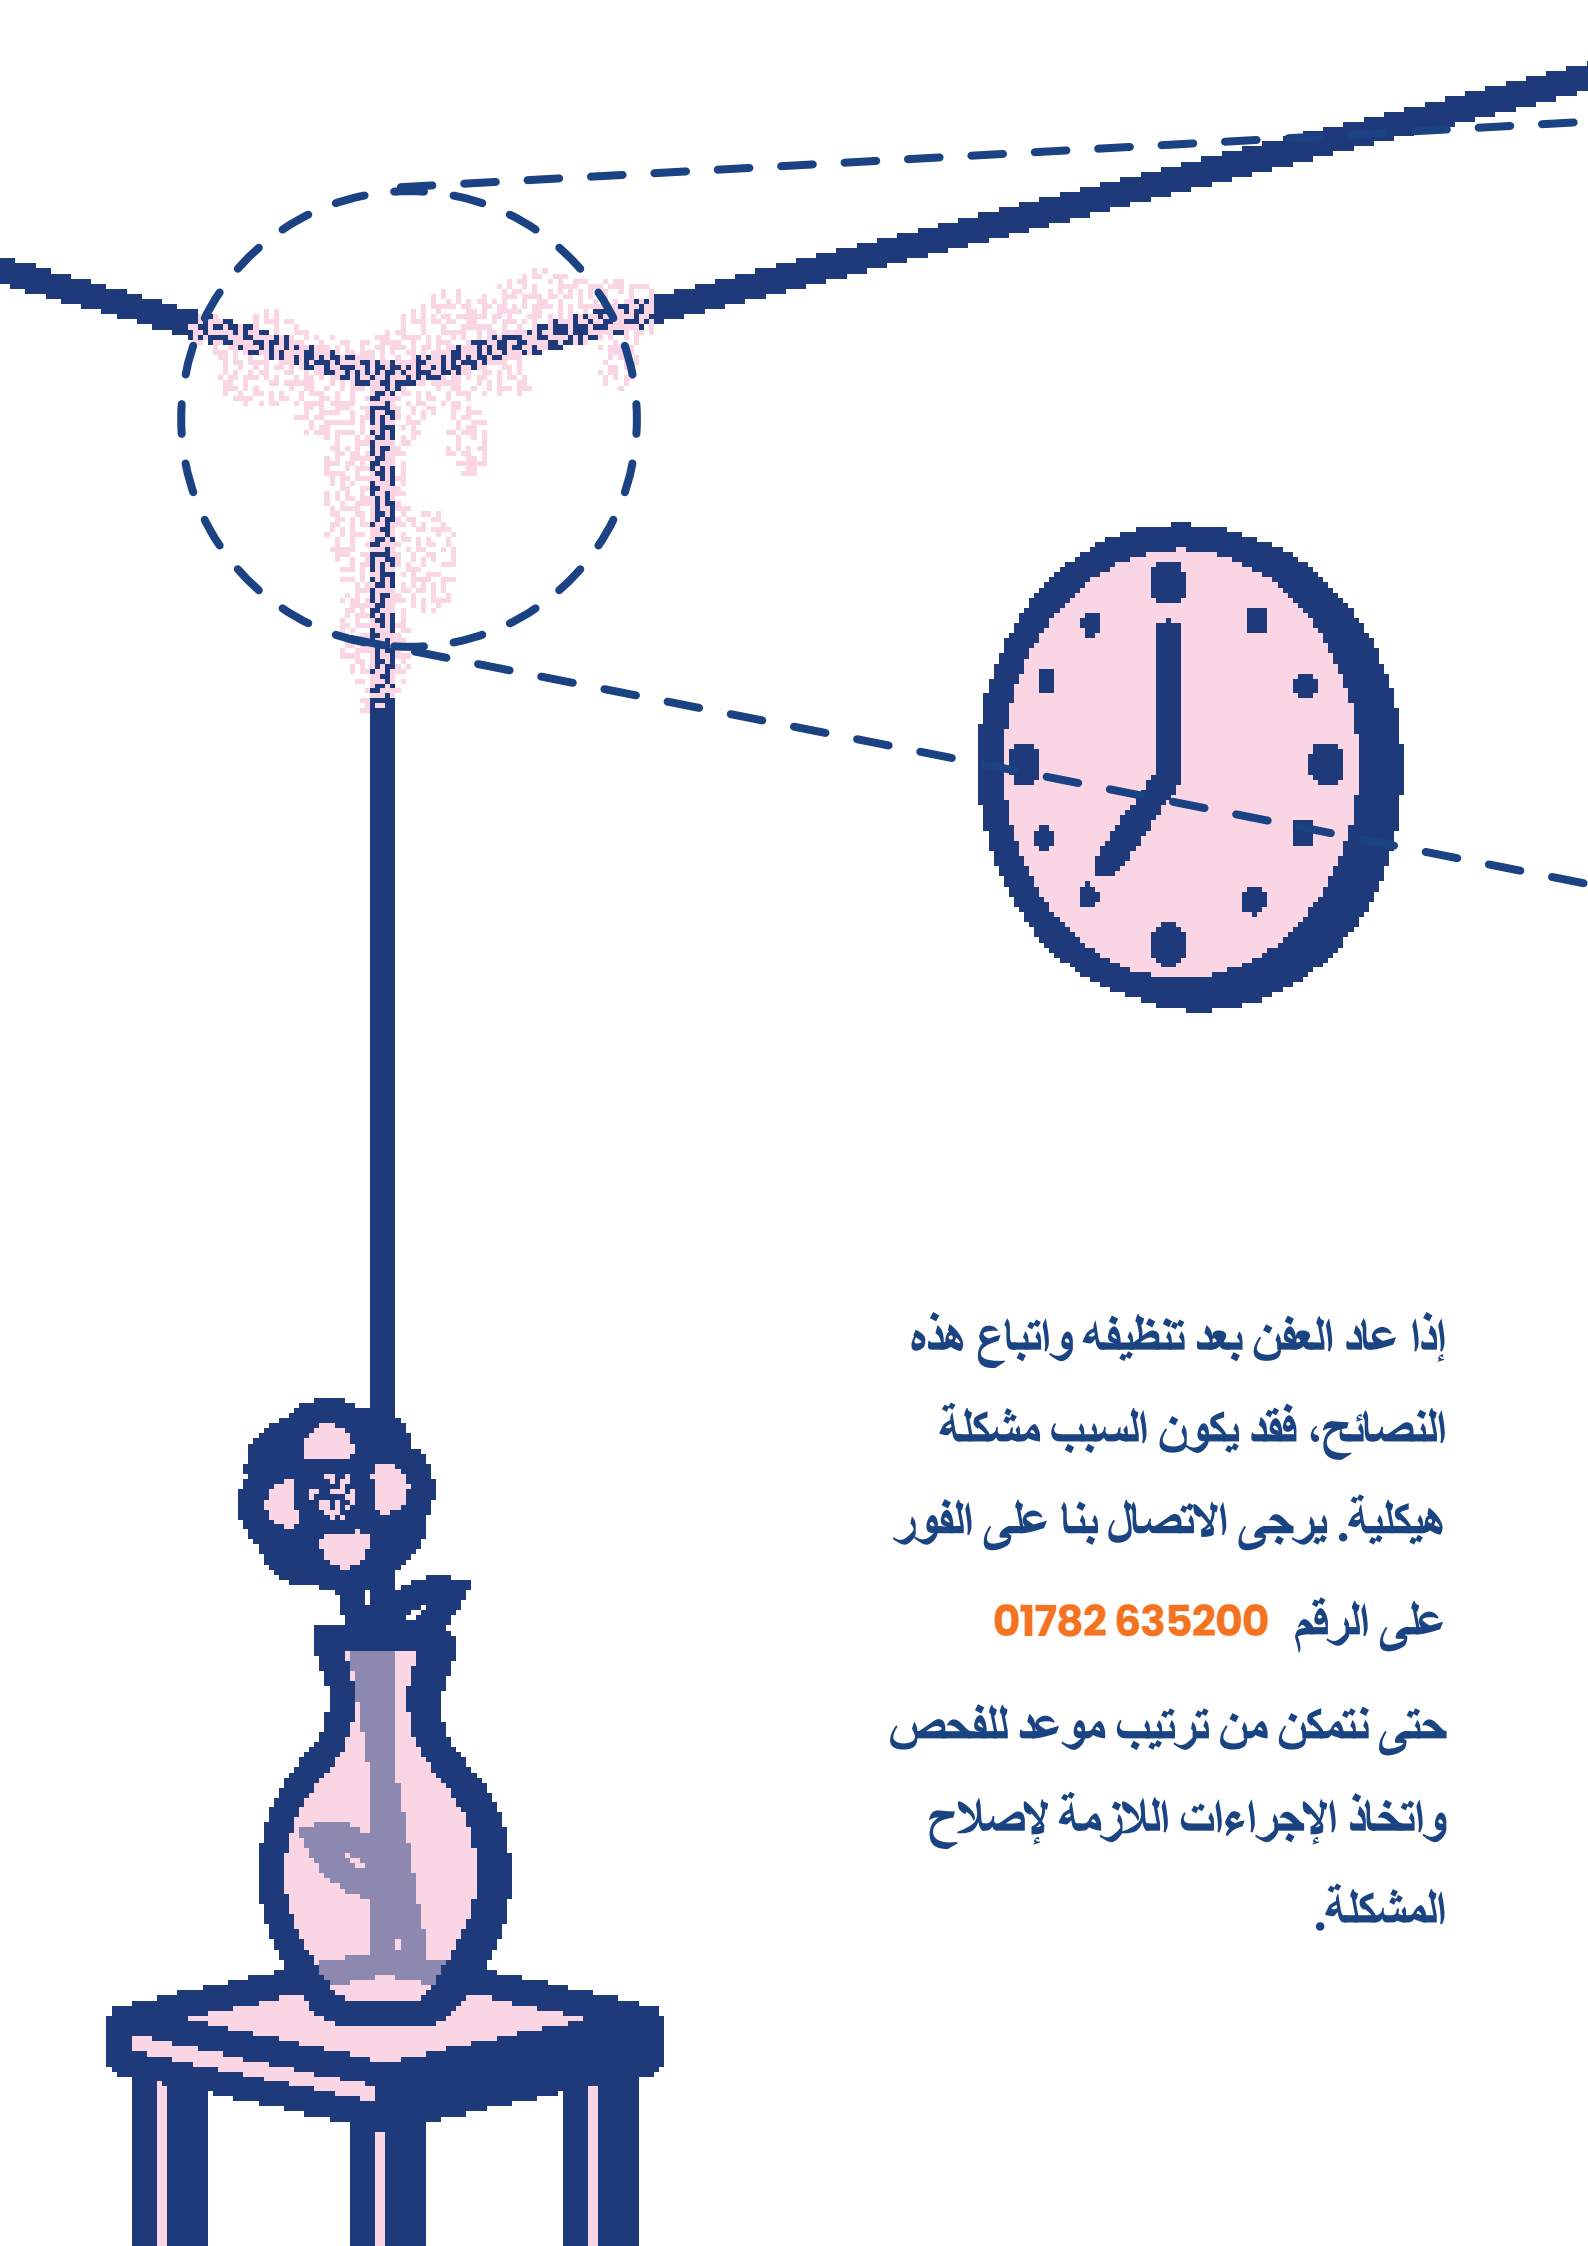 إذا عاد العفن بعد تنظيفه واتباع هذه
النصائح، فقد يكون السبب مشكلة
هيكلية. يرجى الاتصال بنا على الفور
على الرقم 01782 635200
حتى نتمكن من ترتيب موعد للفحص
واتخاذ الإجراءات اللازمة لإصلاح
المشكلة.